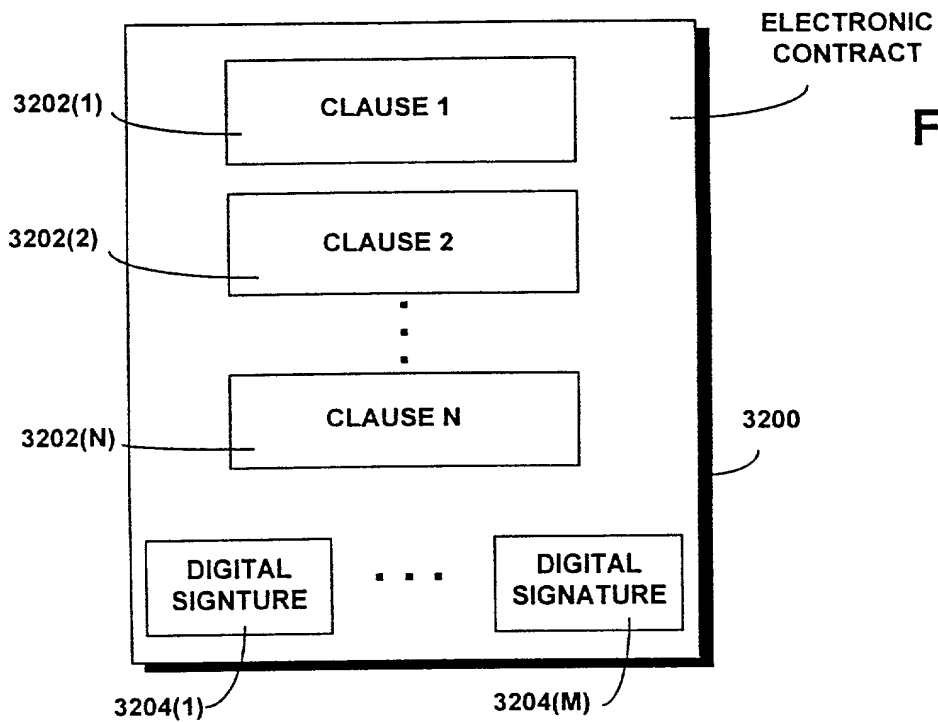 ELECTRONIC
CONTRACT
F
3202(1)
CLAUSE 1
3202(2)
CLAUSE 2
3202(N)
CLAUSE N
3200
DIGITAL
SIGNTURE
DIGITAL
SIGNATURE
3204(1)
3204(M)